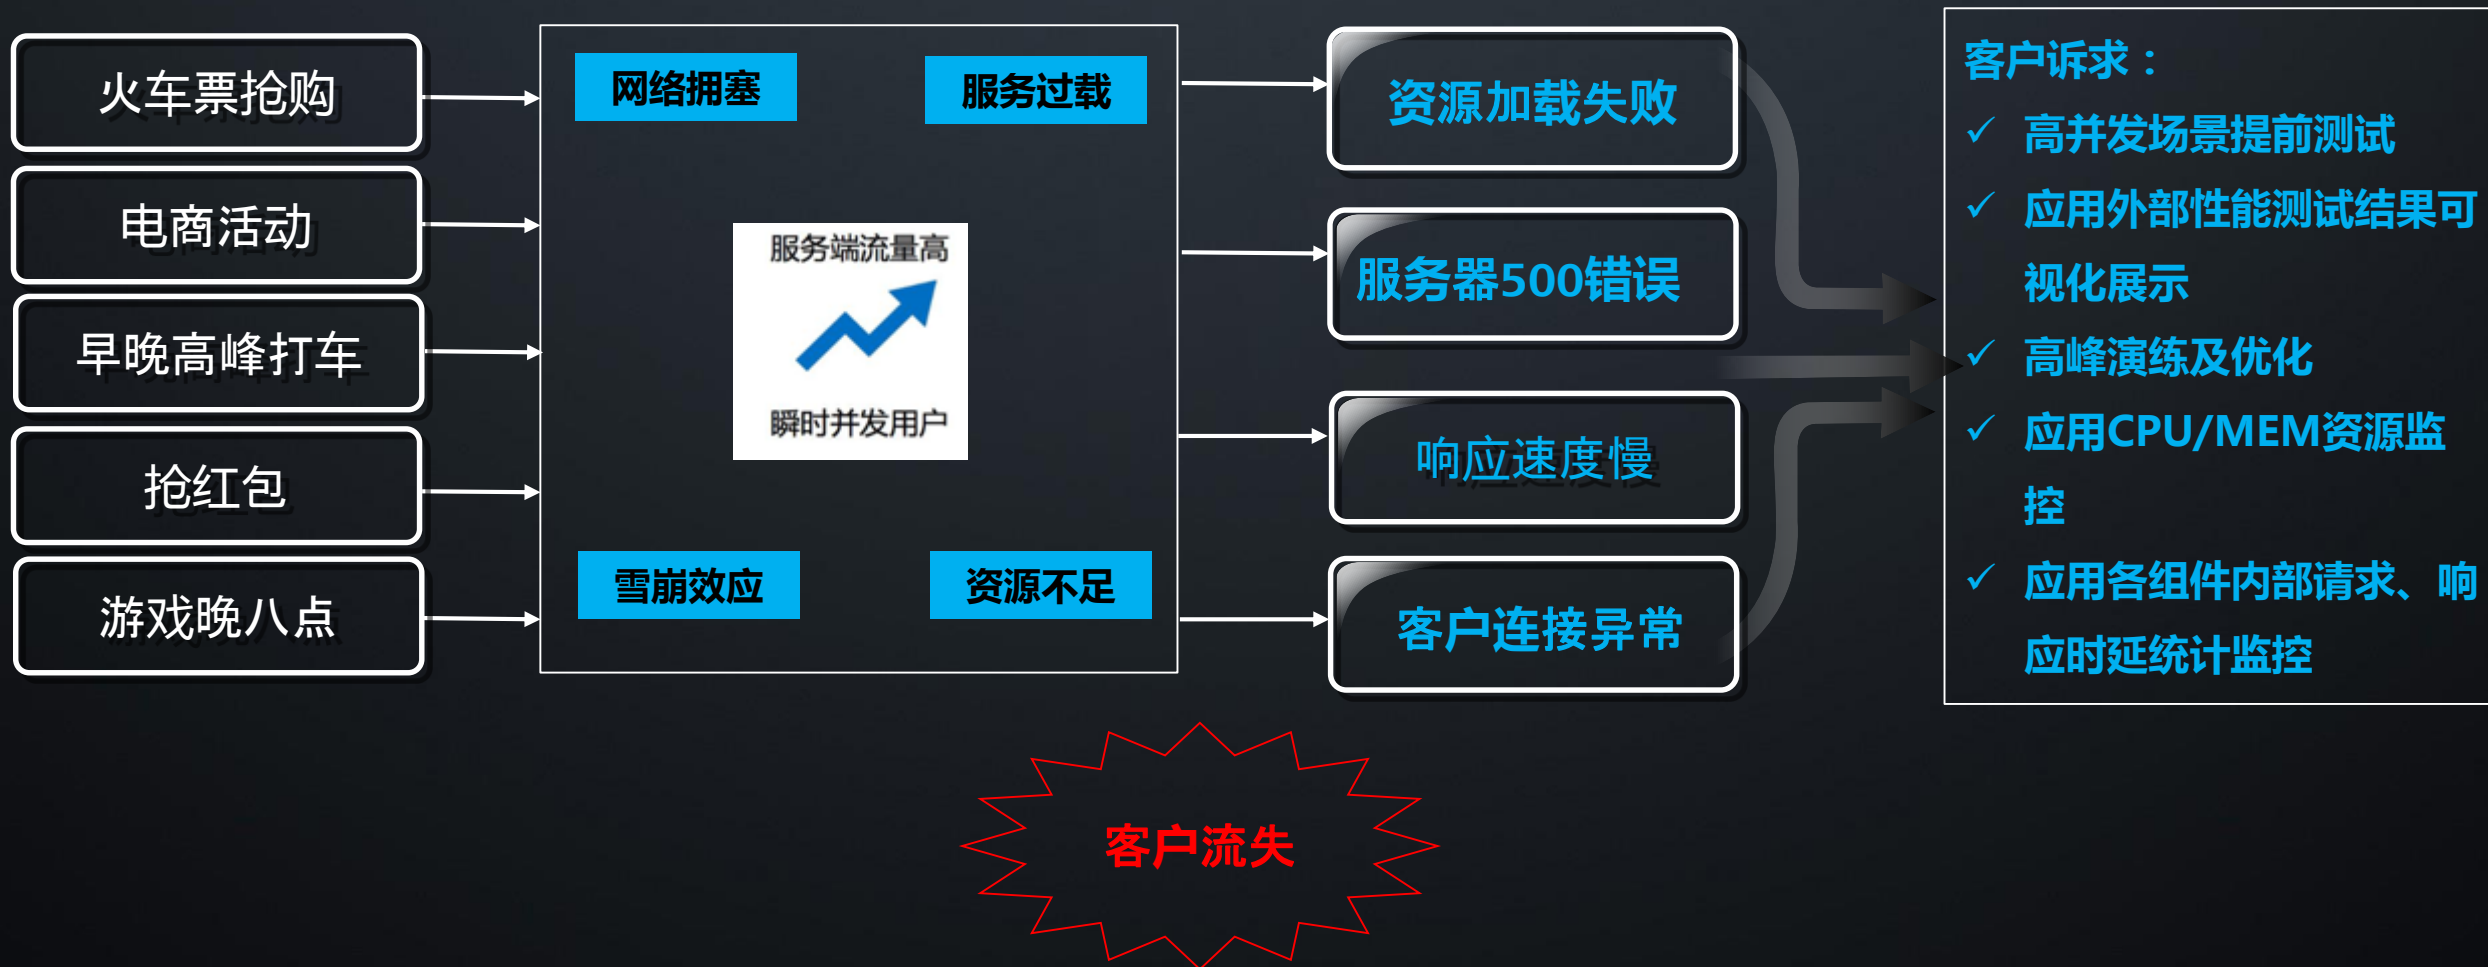 火车票抢购
电商活动
早晚高峰打车
抢红包
游戏晚八点
网络拥塞
服务过载
服务端流量高
瞬时并发用户
雪崩效应
资源不足
资源加载失败
服务器500错误
响应速度慢
客户连接异常
客户诉求：
✓ 高并发场景提前测试
✓ 应用外部性能测试结果可
视化展示
✓ 高峰演练及优化
✓ 应用CPU/MEM资源监
控
✓ 应用各组件内部请求、响
应时延统计监控
客户流失